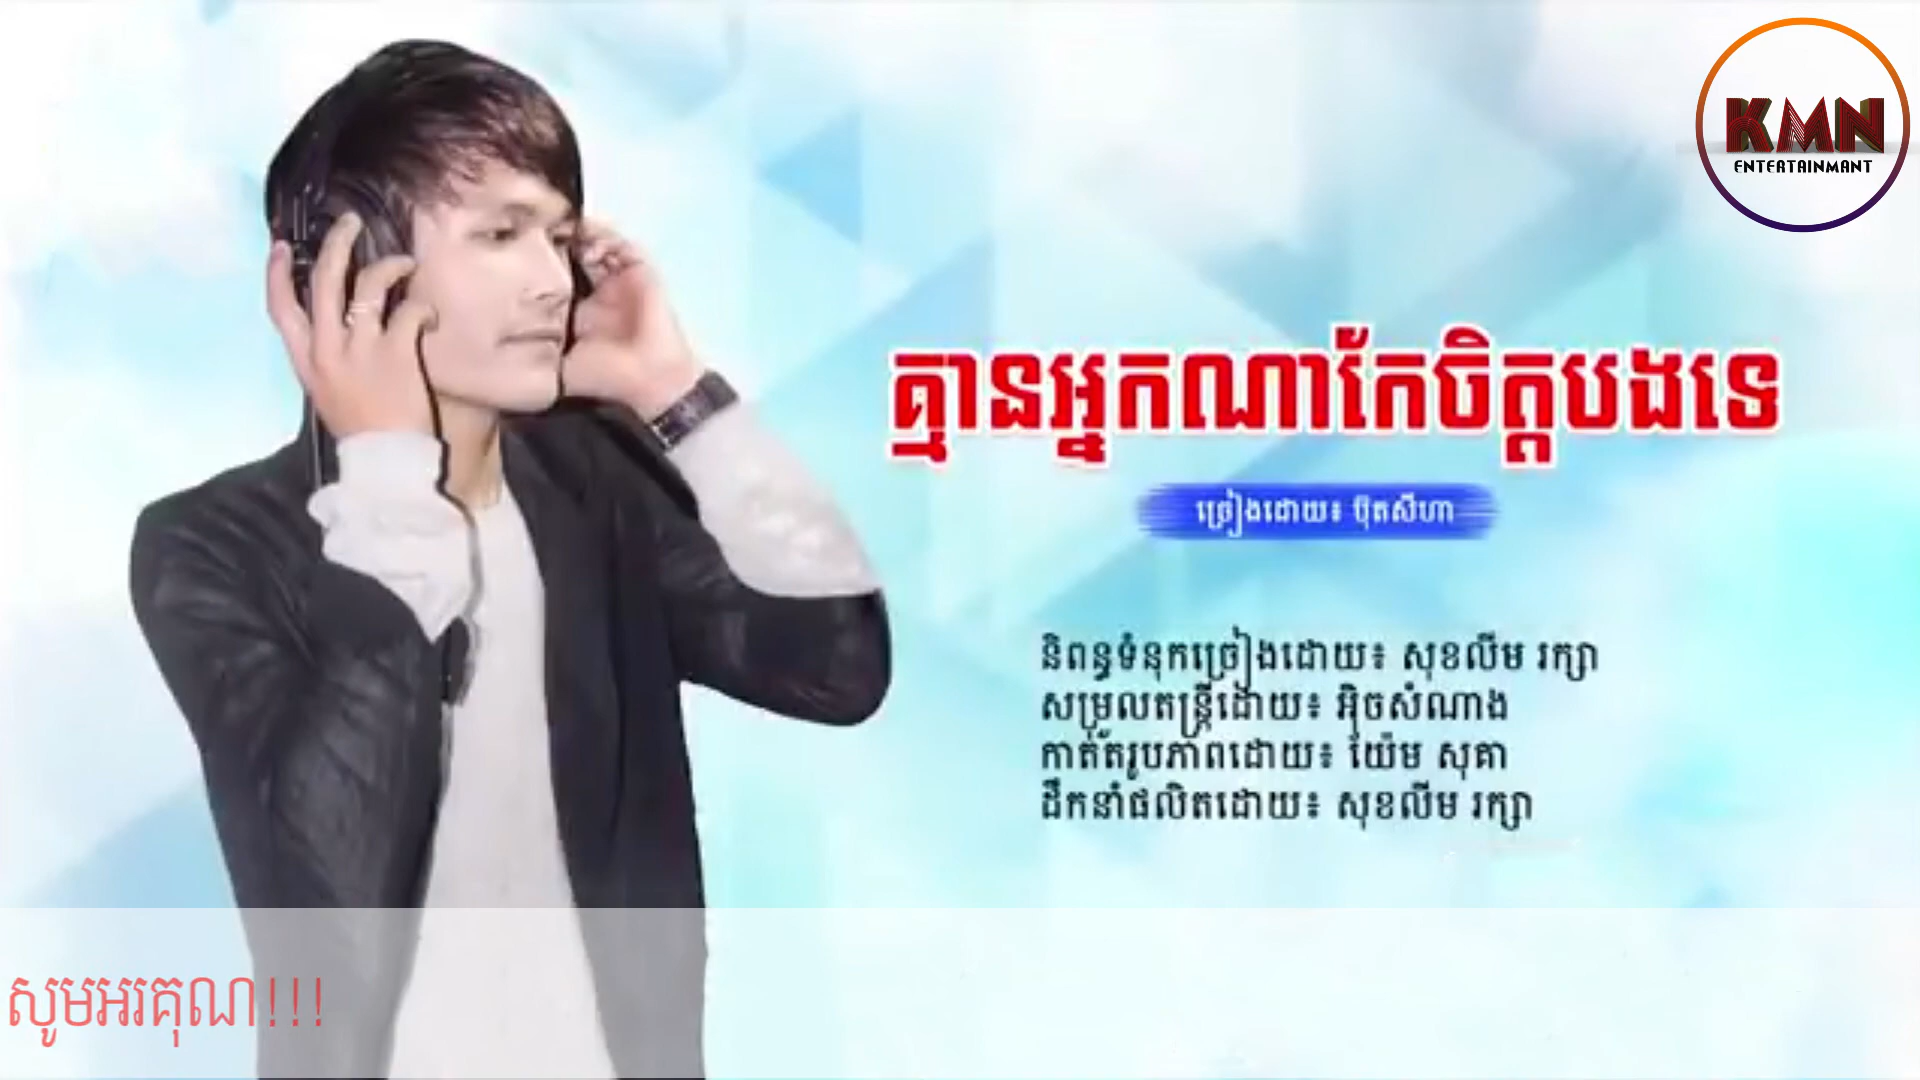 KMN
ENTERTAINMANT
គ្មានអ្នកណាកែចិត្តបងទេ
ច្រៀងដោយ៖ ប៊ុតសីហា
និពន្ធទំនុកច្រៀងដោយ៖ សុខលីម រក្សា
សម្រួលតន្ត្រីដោយ៖ អ៊ិចសំណាង
កាត់តរូបភាពដោយ៖ យ៉ែម សុគា
ដឹកនាំផលិតដោយ៖ សុខលីម រក្សា
សូមអរគុណ!!!